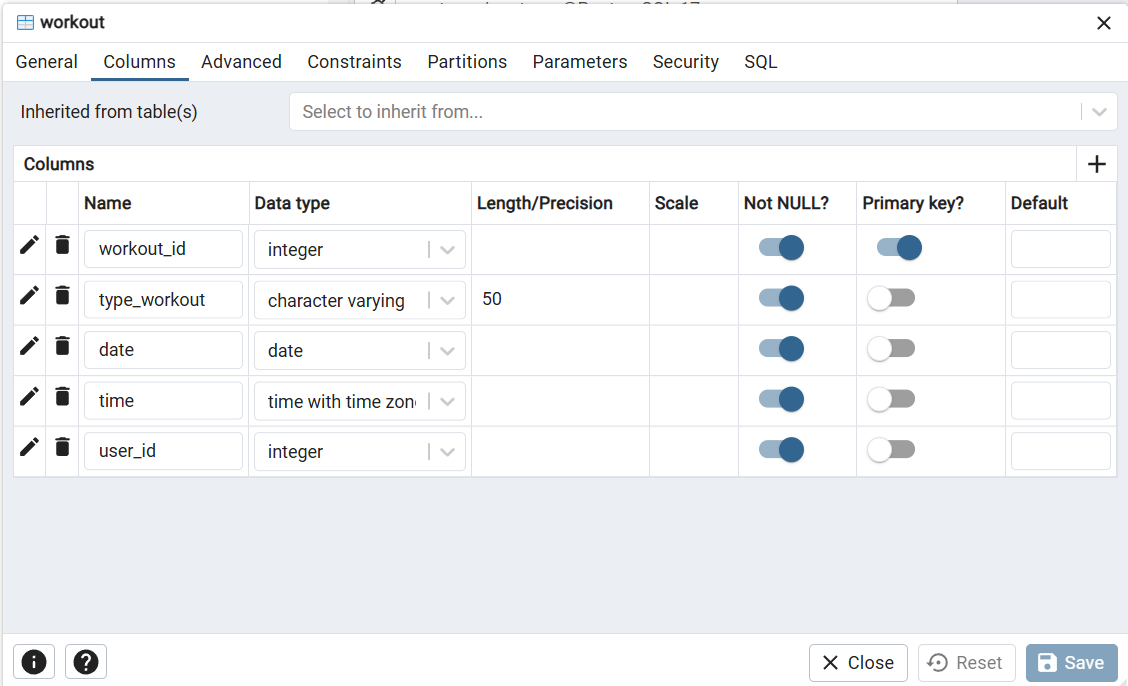 workout
General Columns Advanced Constraints Partitions Parameters Security SQL
Inherited from table(s) Select to inherit from...
Columns
Name Data type Length/Precision Scale Not NULL? Primary key? Default
workout_id integer
type_workout character varying 50
date date
time time with time zon
user_id integer
Close Reset Save